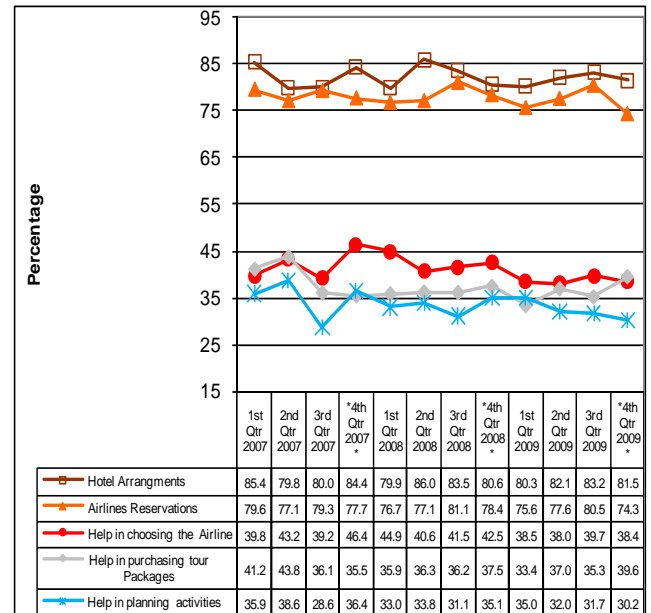 95
85
75
65
55
45
35
25
15
Percentage
1st Qtr 2007 2nd Qtr 2007 3rd Qtr 2007 *4th Qtr 2007 * 1st Qtr 2008 2nd Qtr 2008 3rd Qtr 2008 *4th Qtr 2008 * 1st Qtr 2009 2nd Qtr 2009 3rd Qtr 2009 *4th Qtr 2009 *
Hotel Arrangments 85.4 79.8 80.0 84.4 79.9 86.0 83.5 80.6 80.3 82.1 83.2 81.5
Airlines Reservations 79.6 77.1 79.3 77.7 76.7 77.1 81.1 78.4 75.6 77.6 80.5 74.3
Help in choosing the Airline 39.8 43.2 39.2 46.4 44.9 40.6 41.5 42.5 38.5 38.0 39.7 38.4
Help in purchasing tour Packages 41.2 43.8 36.1 35.5 35.9 36.3 36.2 37.5 33.4 37.0 35.3 39.6
Help in planning activities 35.9 38.6 28.6 36.4 33.0 33.8 31.1 35.1 35.0 32.0 31.7 30.2